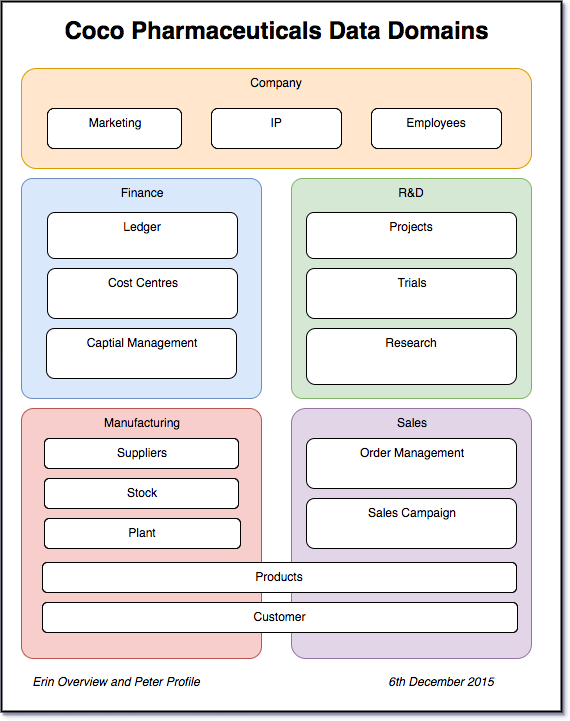 Coco Pharmaceuticals Data Domains
Company
Marketing
IP
Employees
Finance
Ledger
Cost Centres
Captial Management
R&D
Projects
Trials
Research
Manufacturing
Suppliers
Stock
Plant
Sales
Order Management
Sales Campaign
Products
Customer
Erin Overview and Peter Profile
6th December 2015